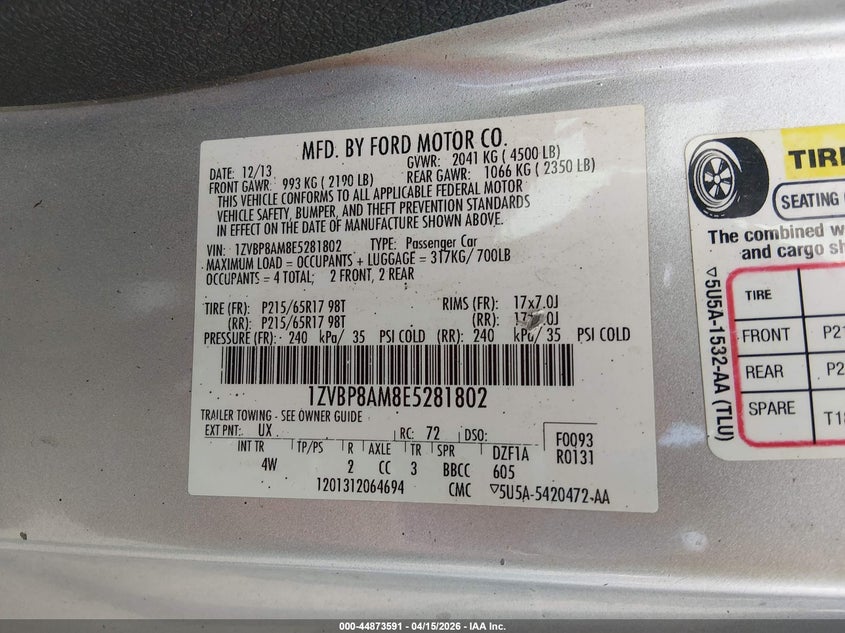 MFD. BY FORD MOTOR CO.
DATE: 12/13 GVWR: 2041 KG ( 4500 LB)
FRONT GAWR: 993 KG ( 2190 LB) REAR GAWR: 1066 KG ( 2350 LB)
THIS VEHICLE CONFORMS TO ALL APPLICABLE FEDERAL MOTOR
VEHICLE SAFETY, BUMPER, AND THEFT PREVENTION STANDARDS
IN EFFECT ON THE DATE OF MANUFACTURE SHOWN ABOVE.
VIN: 1ZVBP8AM8E5281802 TYPE: Passenger Car
MAXIMUM LOAD = OCCUPANTS + LUGGAGE = 317KG/ 700LB
OCCUPANTS = 4 TOTAL; 2 FRONT, 2 REAR
TIRE (FR): P215/65R17 98T RIMS (FR): 17x7.0J
(RR): P215/65R17 98T (RR): 17x7.0J
PRESSURE (FR): 240 kPa/ 35 PSI COLD (RR): 240 kPa/ 35 PSI COLD
1ZVBP8AM8E5281802
TRAILER TOWING - SEE OWNER GUIDE
EXT PNT: UX RC: 72 DSO: F0093
INT TR TP/PS R AXLE TR SPR DZF1A R0131
4W 2 CC 3 BBCC 605
1201312064694 CMC ▽5U5A-5420472-AA
TIRE
SEATING
The combined
and cargo
▽5U5A-1532-AA (TLU)
TIRE
FRONT
REAR
SPARE
000-44873591 - 04/15/2026 - IAA Inc.